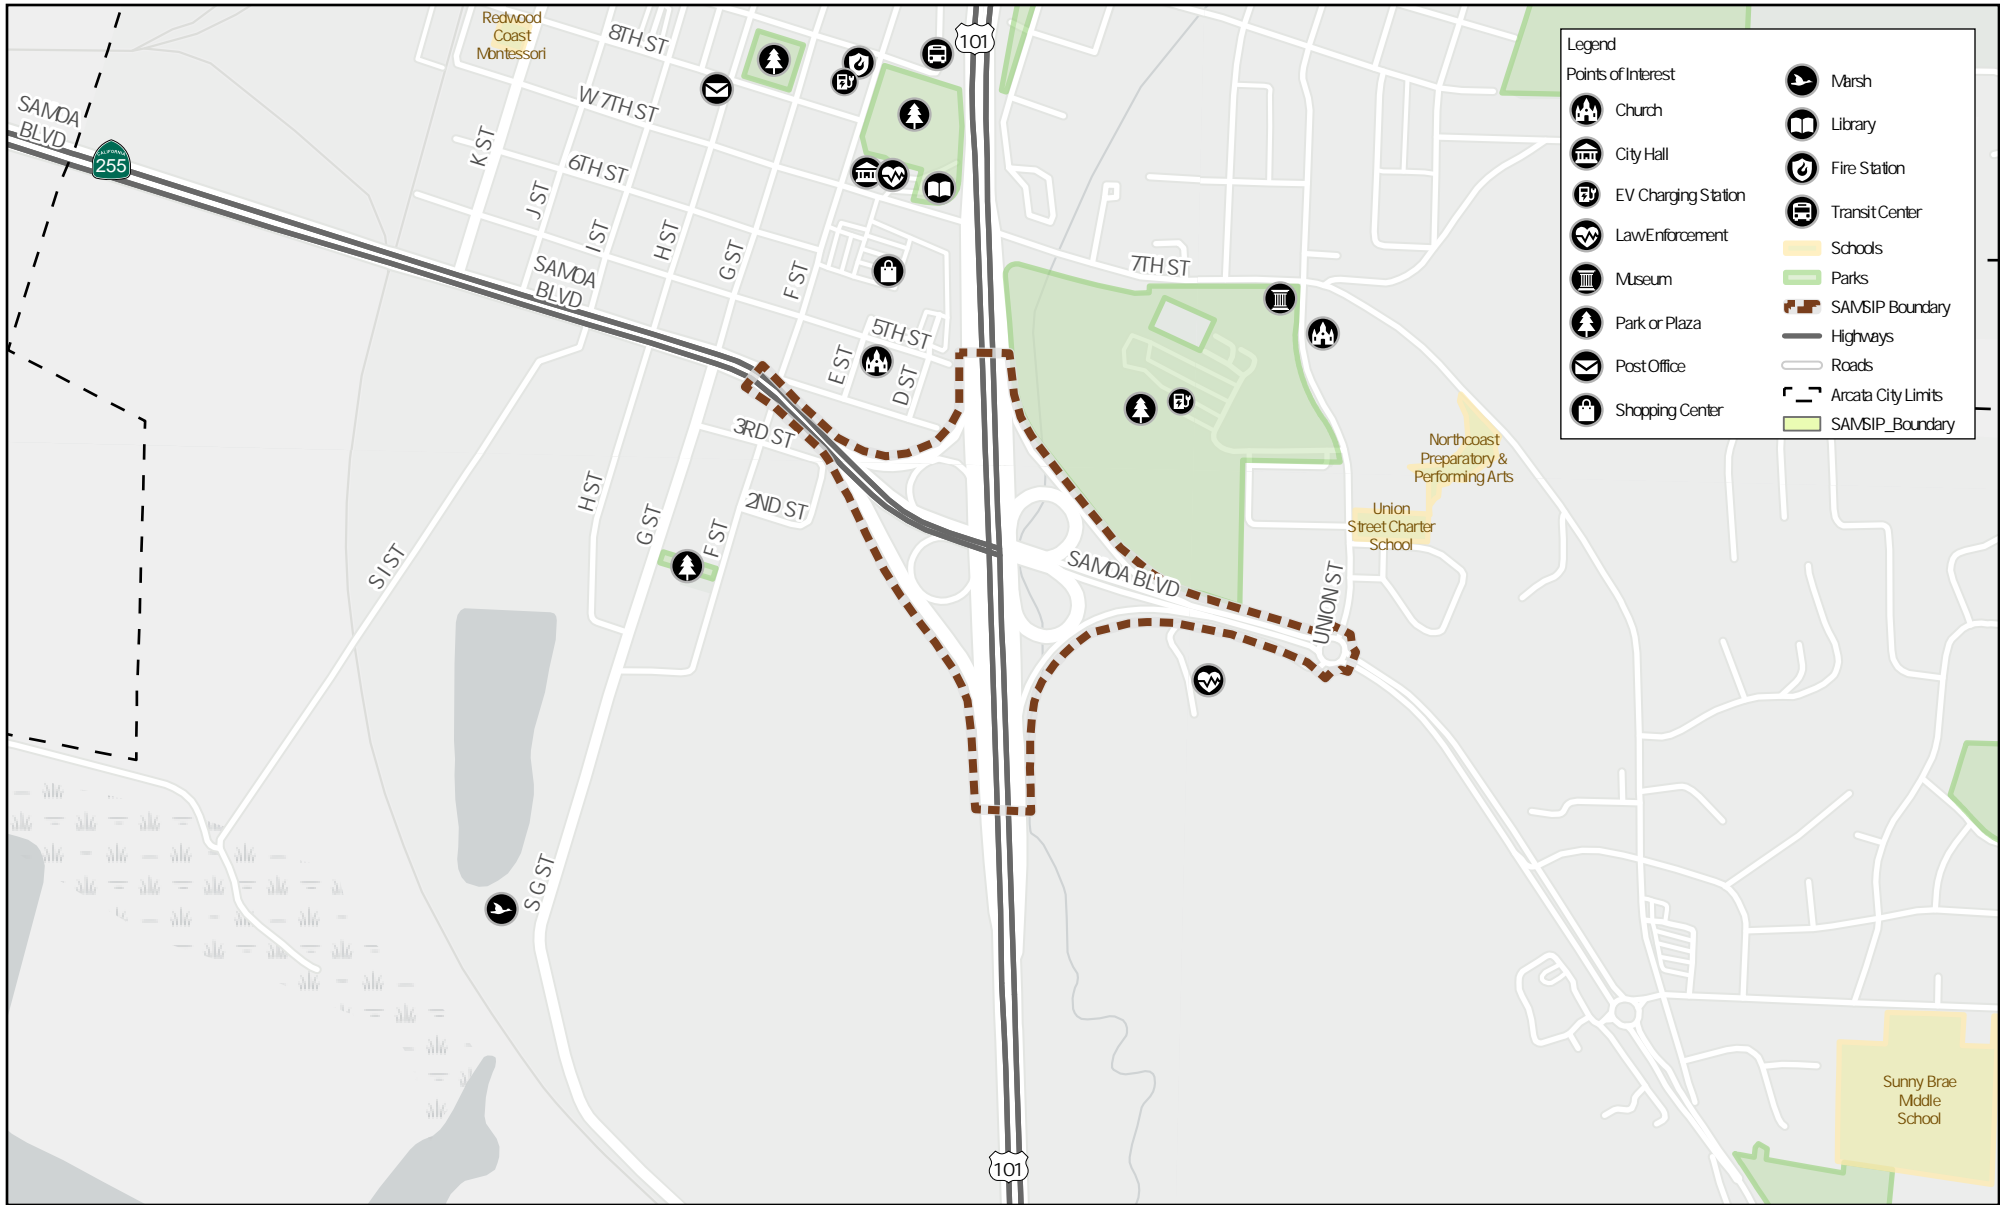 Redwood
Coast
Montessori
8TH ST
101
W 7TH ST
SAMOA
BLVD
CALIFORNIA
255
K ST
6TH ST
J ST
I ST
H ST
G ST
F ST
SAMOA
BLVD
7TH ST
5TH ST
E ST
D ST
3RD ST
2ND ST
H ST
G ST
F ST
S I ST
SAMOA BLVD
UNION ST
Northcoast
Preparatory &
Performing Arts
Union
Street Charter
School
S G ST
101
Sunny Brae
Middle
School
Legend
Points of Interest
Church
City Hall
EV Charging Station
Law Enforcement
Museum
Park or Plaza
Post Office
Shopping Center
Marsh
Library
Fire Station
Transit Center
Schools
Parks
SAMSIP Boundary
Highways
Roads
Arcata City Limits
SAMSIP_Boundary